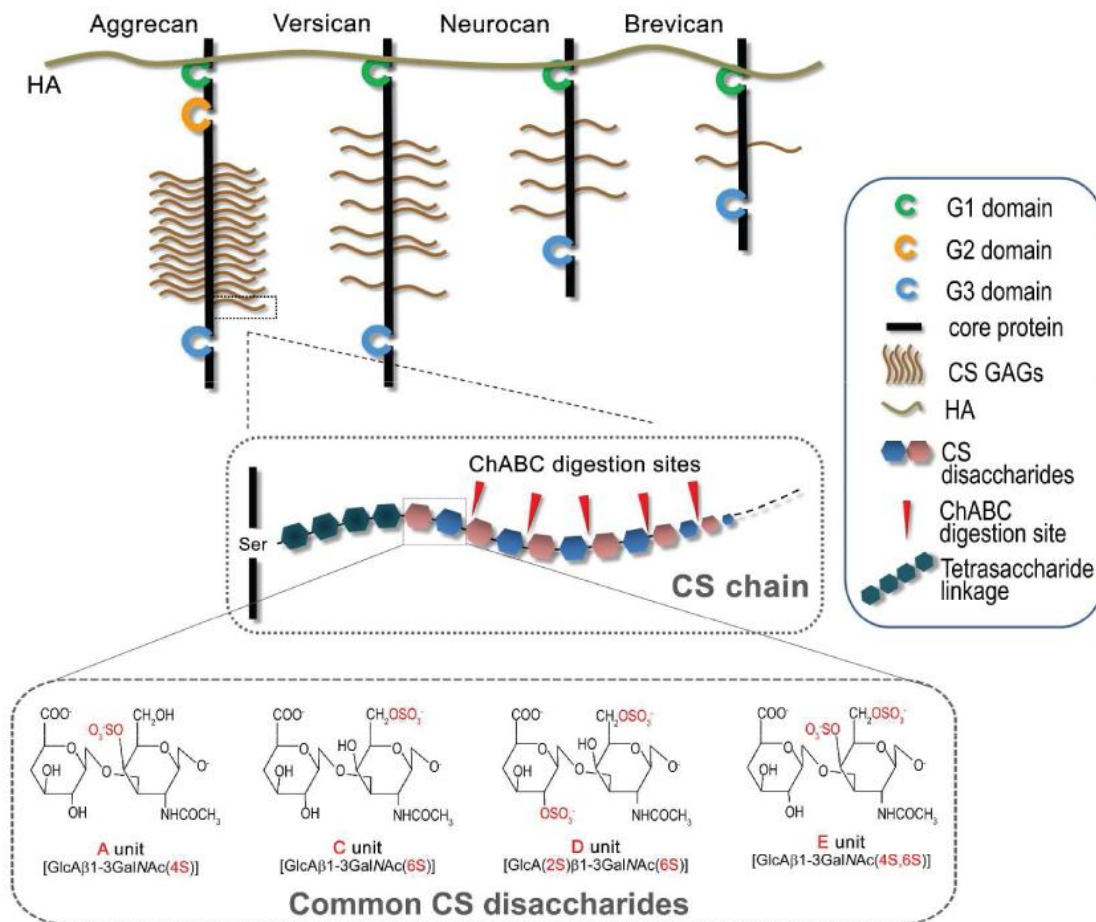 Aggrecan Versican Neurocan Brevican
HA
G1 domain
G2 domain
G3 domain
core protein
CS GAGs
HA
CS
disaccharides
ChABC
digestion site
Tetrasaccharide
linkage
ChABC digestion sites
Ser
CS chain
COO⁻ O₃⁻SO CH₂OH O O OH O O⁻ OH NHCOCH₃
A unit
[GlcAβ1-3GalNAc(4S)]
COO⁻ CH₂OSO₃⁻ HO O O OH O O⁻ OH NHCOCH₃
C unit
[GlcAβ1-3GalNAc(6S)]
COO⁻ CH₂OSO₃⁻ HO O O OH O O⁻ OSO₃⁻ NHCOCH₃
D unit
[GlcA(2S)β1-3GalNAc(6S)]
COO⁻ O₃⁻SO CH₂OSO₃⁻ O O OH O O⁻ OH NHCOCH₃
E unit
[GlcAβ1-3GalNAc(4S,6S)]
Common CS disaccharides